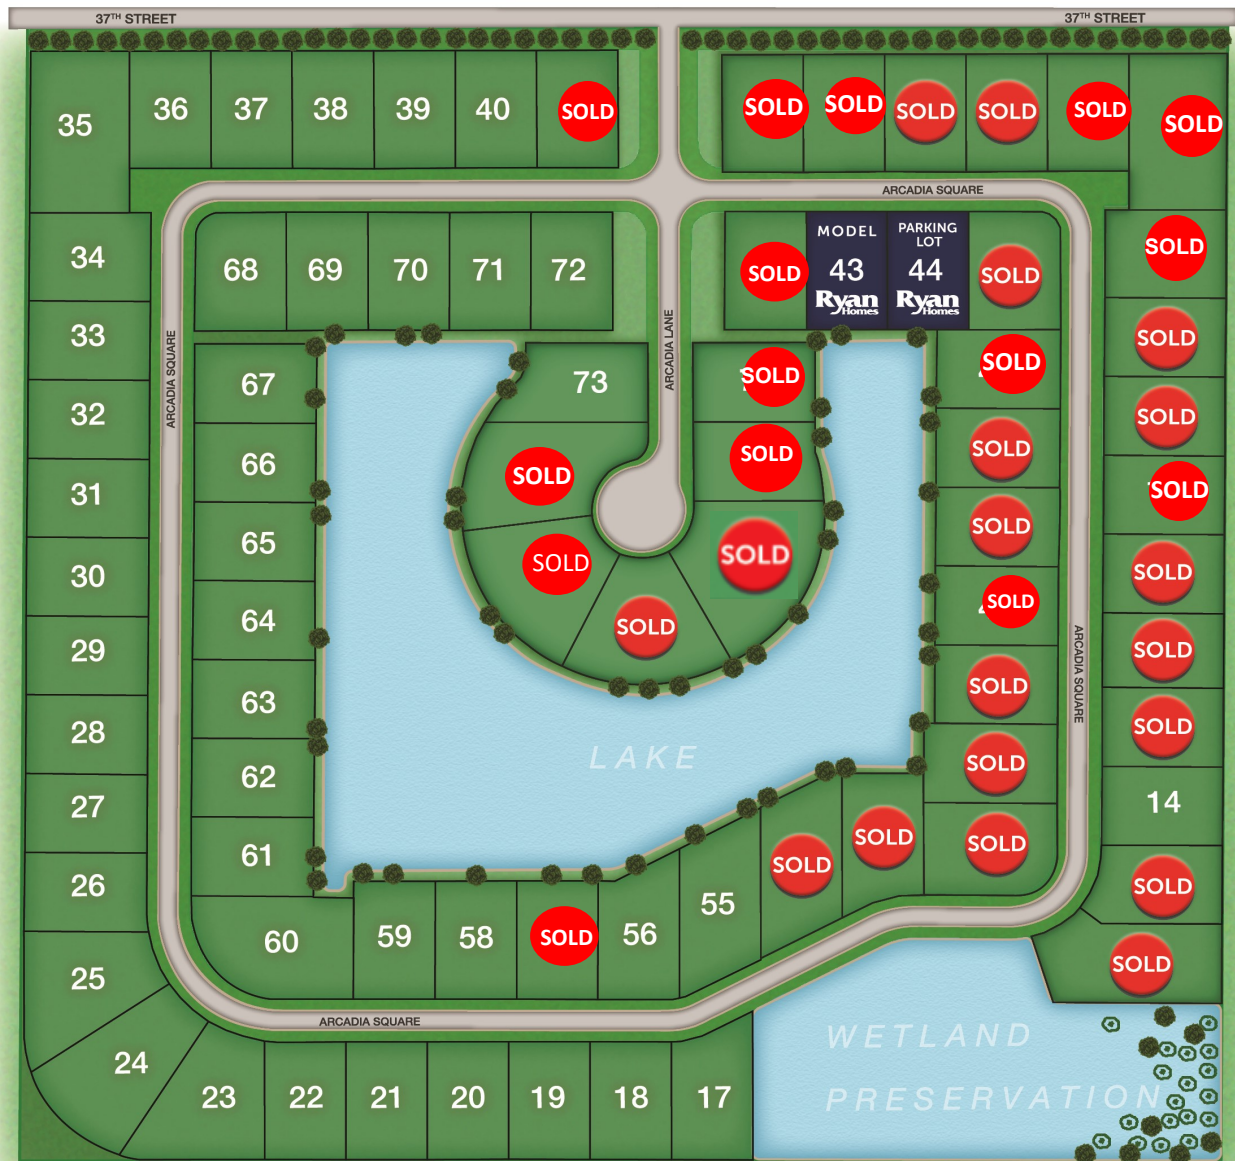 37TH STREET
37TH STREET
35
36
37
38
39
40
SOLD
SOLD
SOLD
SOLD
SOLD
SOLD
SOLD
ARCADIA SQUARE
34
68
69
70
71
72
SOLD
MODEL
43
Ryan
Homes
PARKING
LOT
44
Ryan
Homes
SOLD
SOLD
33
ARCADIA SQUARE
ARCADIA LANE
SOLD
67
73
SOLD
SOLD
32
SOLD
66
SOLD
SOLD
SOLD
31
SOLD
65
SOLD
30
SOLD
SOLD
SOLD
64
SOLD
SOLD
29
SOLD
ARCADIA SQUARE
63
SOLD
28
SOLD
LAKE
62
SOLD
27
14
61
SOLD
SOLD
SOLD
26
SOLD
60
59
58
SOLD
56
55
25
SOLD
ARCADIA SQUARE
WETLAND
PRESERVATION
24
23
22
21
20
19
18
17